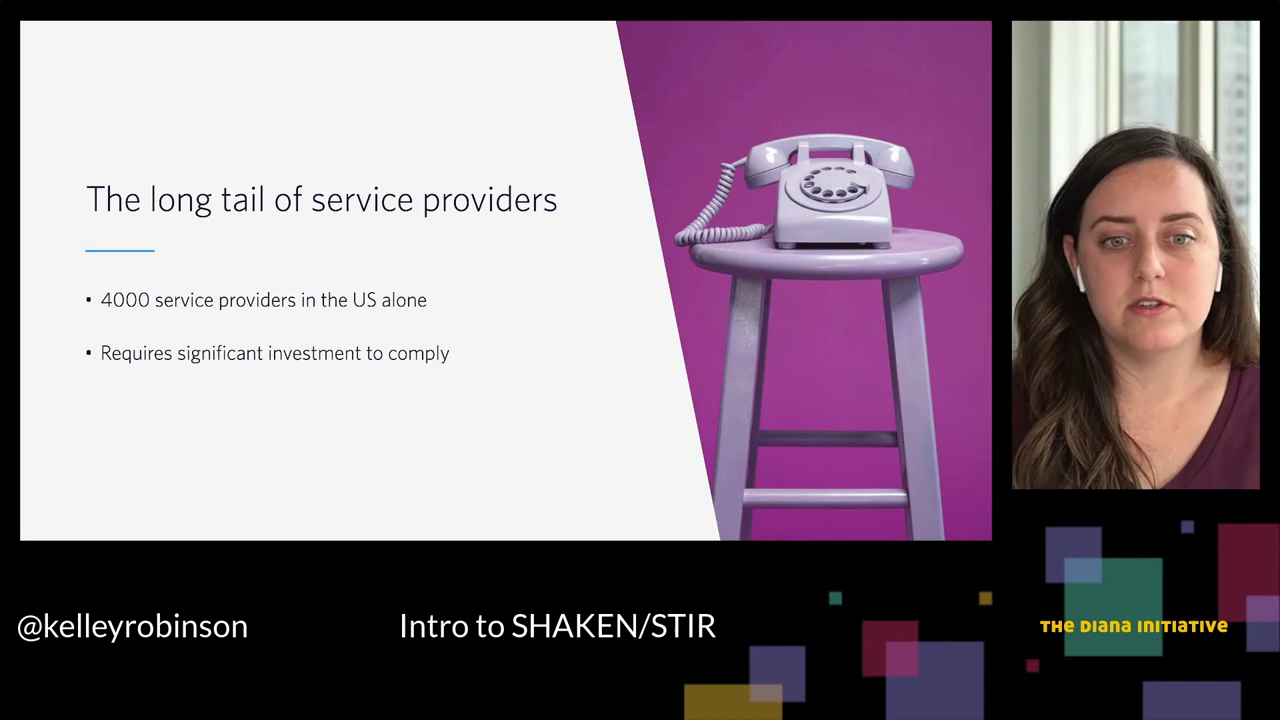 The long tail of service providers
▪ 4000 service providers in the US alone
▪ Requires significant investment to comply
@kelleyrobinson
Intro to SHAKEN/STIR
THE DIANA INITIATIVE